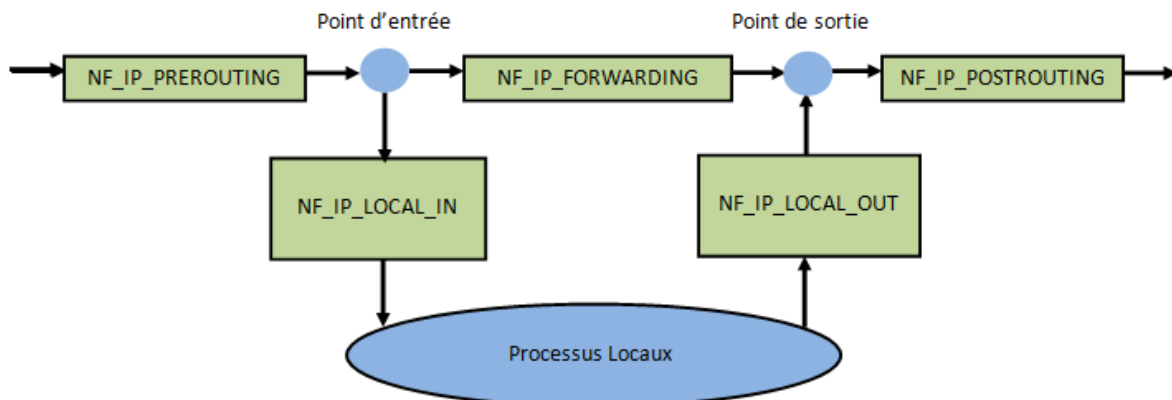 Point d'entrée
Point de sortie
NF_IP_PREROUTING
NF_IP_FORWARDING
NF_IP_POSTROUTING
NF_IP_LOCAL_IN
NF_IP_LOCAL_OUT
Processus Locaux